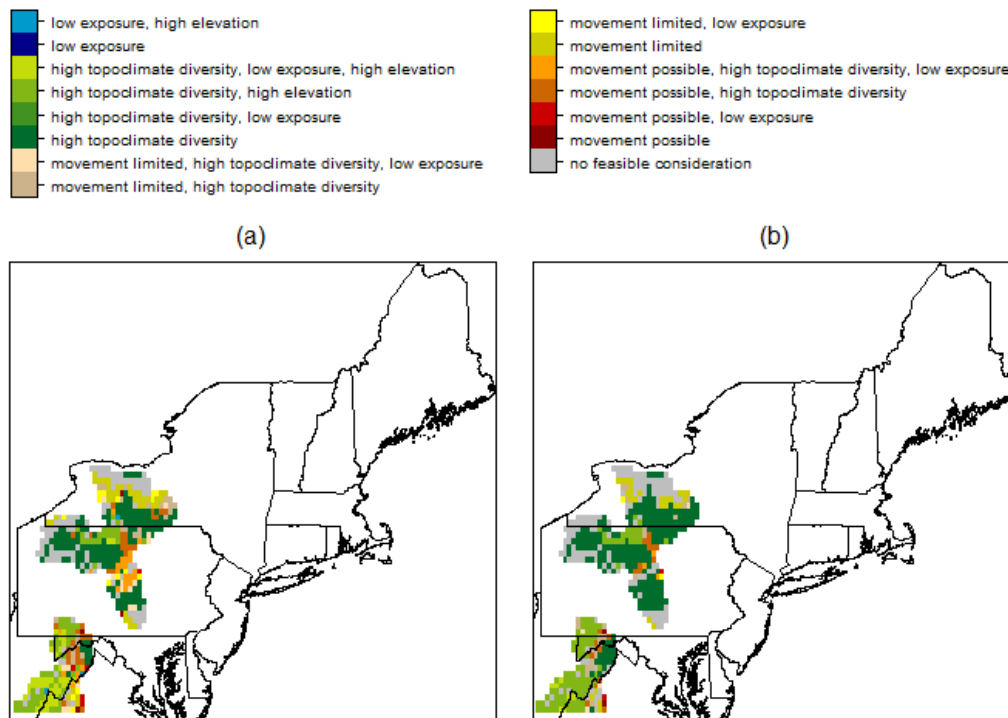 low exposure, high elevation
low exposure
high topoclimate diversity, low exposure, high elevation
high topoclimate diversity, high elevation
high topoclimate diversity, low exposure
high topoclimate diversity
movement limited, high topoclimate diversity, low exposure
movement limited, high topoclimate diversity
movement limited, low exposure
movement limited
movement possible, high topoclimate diversity, low exposure
movement possible, high topoclimate diversity
movement possible, low exposure
movement possible
no feasible consideration
(a)
(b)